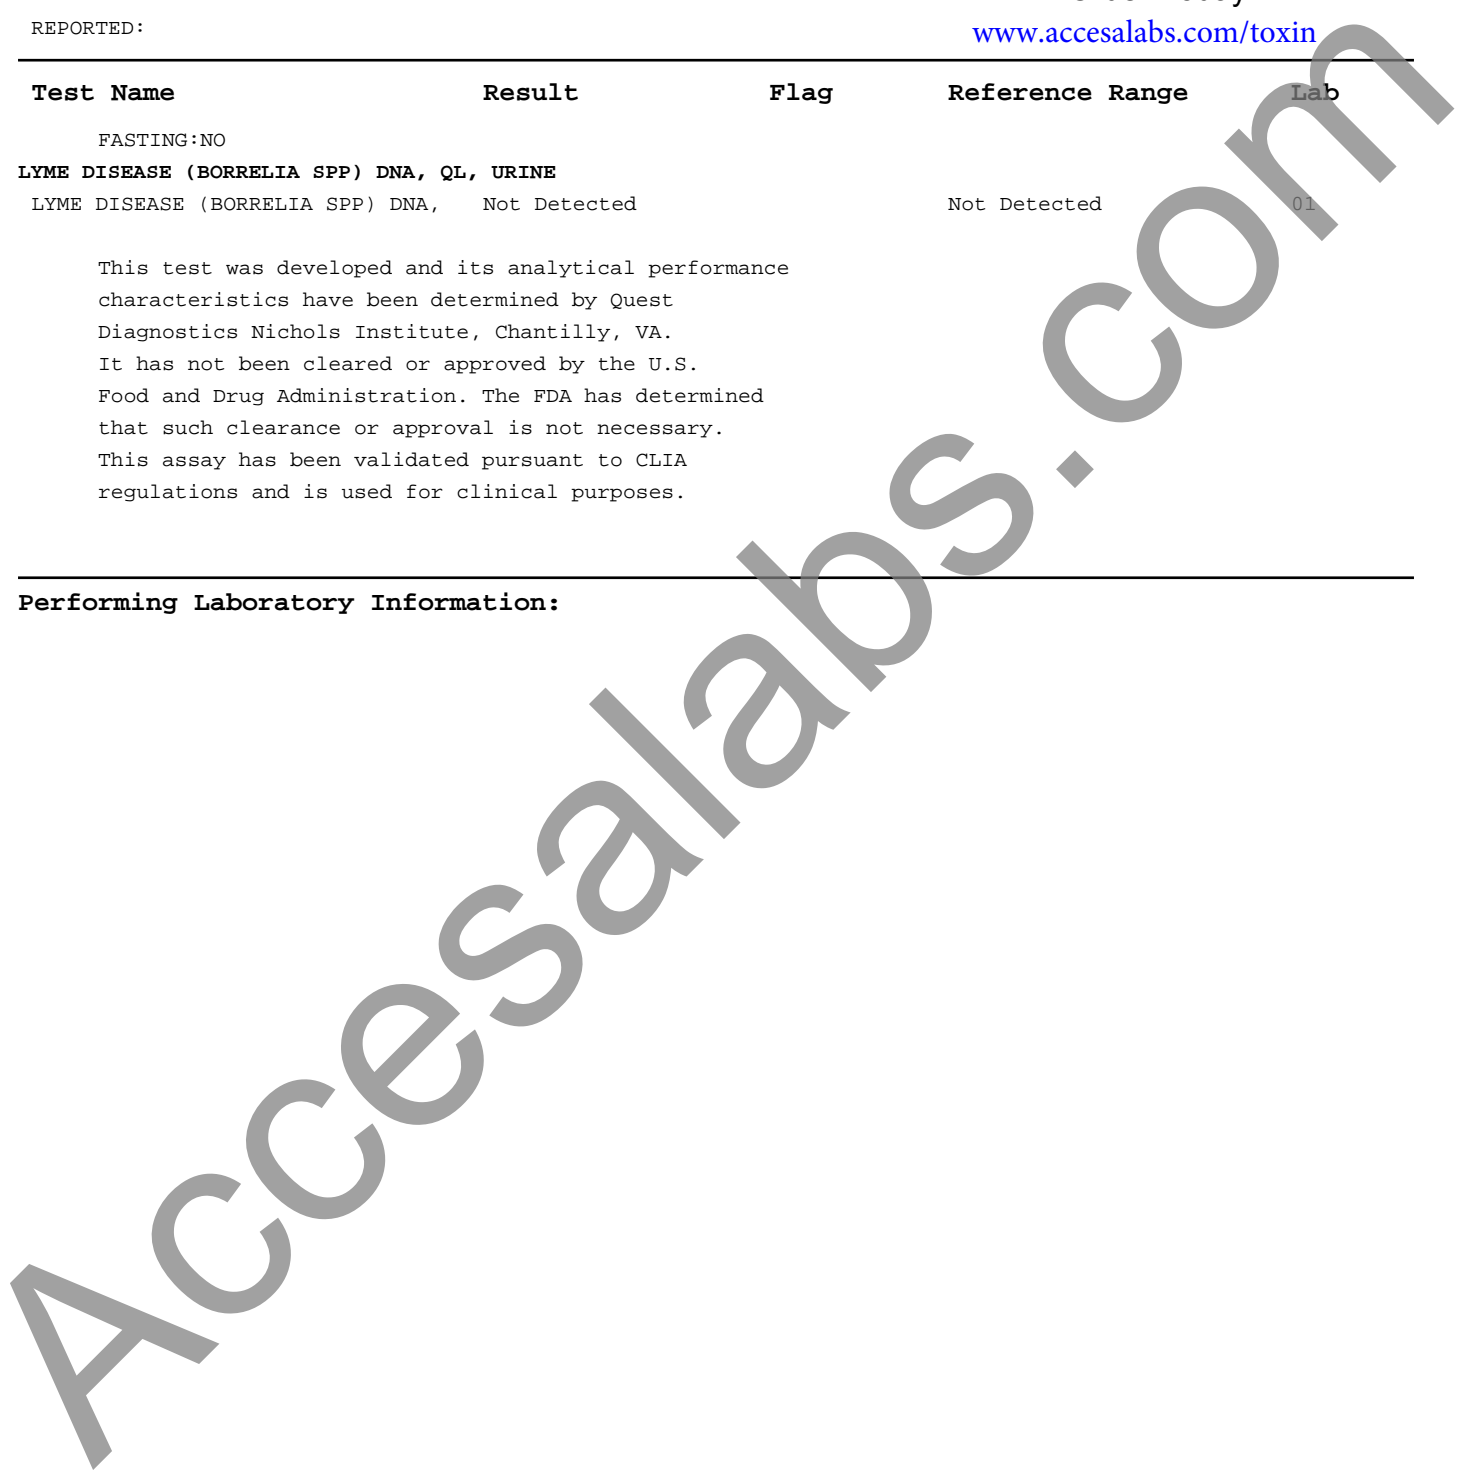 REPORTED:
www.accesalabs.com/toxin
Test Name Result Flag Reference Range Lab
FASTING:NO
LYME DISEASE (BORRELIA SPP) DNA, QL, URINE
LYME DISEASE (BORRELIA SPP) DNA, Not Detected Not Detected 01
This test was developed and its analytical performance
characteristics have been determined by Quest
Diagnostics Nichols Institute, Chantilly, VA.
It has not been cleared or approved by the U.S.
Food and Drug Administration. The FDA has determined
that such clearance or approval is not necessary.
This assay has been validated pursuant to CLIA
regulations and is used for clinical purposes.
Performing Laboratory Information:
Accesalabs.com